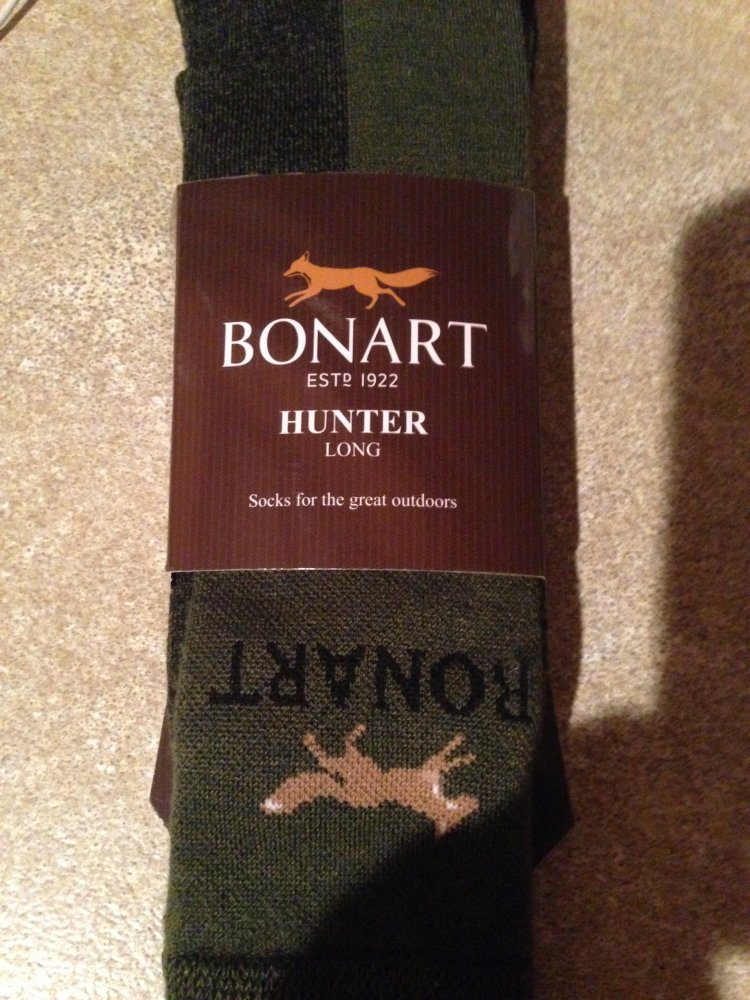 BONART
ESTD 1922
HUNTER
LONG
Socks for the great outdoors
BONART